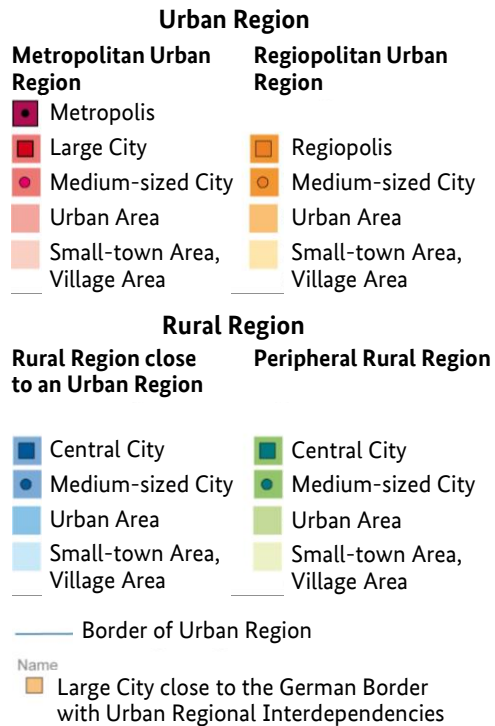 Urban Region
Metropolitan Urban
Region
Metropolis
Large City
Medium-sized City
Urban Area
Small-town Area,
Village Area
Regiopolitan Urban
Region
Regiopolis
Medium-sized City
Urban Area
Small-town Area,
Village Area
Rural Region
Rural Region close
to an Urban Region
Central City
Medium-sized City
Urban Area
Small-town Area,
Village Area
Peripheral Rural Region
Central City
Medium-sized City
Urban Area
Small-town Area,
Village Area
Border of Urban Region
Name
Large City close to the German Border
with Urban Regional Interdependencies